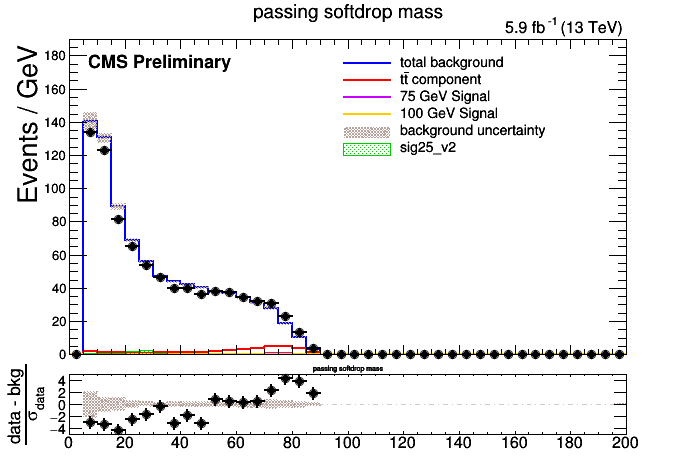 passing softdrop mass
5.9 fb-1 (13 TeV)
CMS Preliminary
total background
tt̄ component
75 GeV Signal
100 GeV Signal
background uncertainty
sig25_v2
Events / GeV
180
160
140
120
100
80
60
40
20
0
passing softdrop mass
data - bkg
σdata
4
2
0
−2
−4
0 20 40 60 80 100 120 140 160 180 200